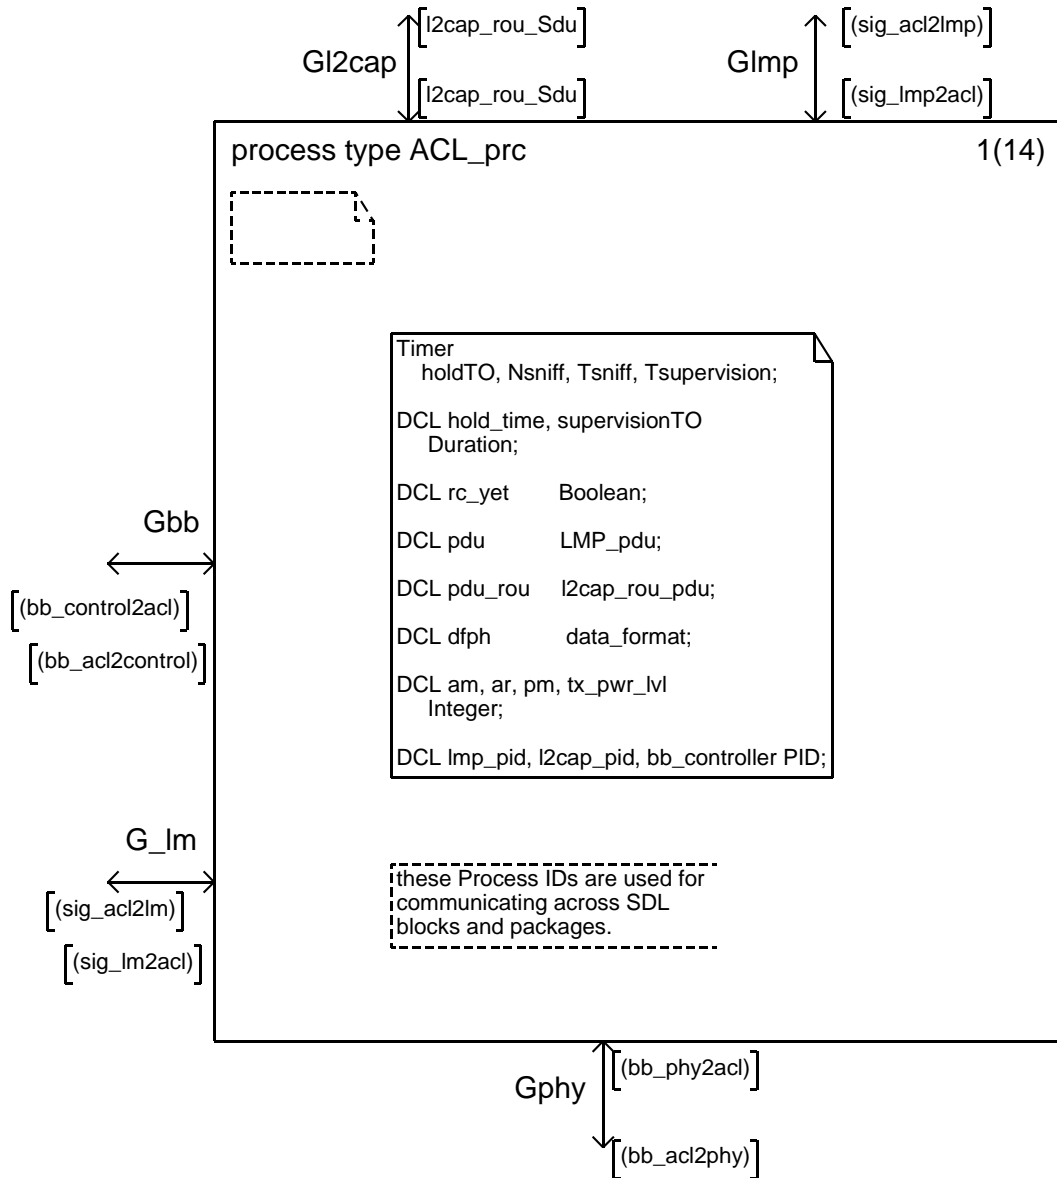 [l2cap_rou_Sdu]
[(sig_acl2lmp)]
Gl2cap
Glmp
[l2cap_rou_Sdu]
[(sig_lmp2acl)]
process type ACL_prc 1(14)
Timer
holdTO, Nsniff, Tsniff, Tsupervision;
DCL hold_time, supervisionTO
Duration;
DCL rc_yet Boolean;
DCL pdu LMP_pdu;
DCL pdu_rou l2cap_rou_pdu;
DCL dfph data_format;
DCL am, ar, pm, tx_pwr_lvl
Integer;
DCL lmp_pid, l2cap_pid, bb_controller PID;
Gbb
[(bb_control2acl)]
[(bb_acl2control)]
G_lm
[(sig_acl2lm)]
[(sig_lm2acl)]
these Process IDs are used for
communicating across SDL
blocks and packages.
Gphy
[(bb_phy2acl)]
[(bb_acl2phy)]